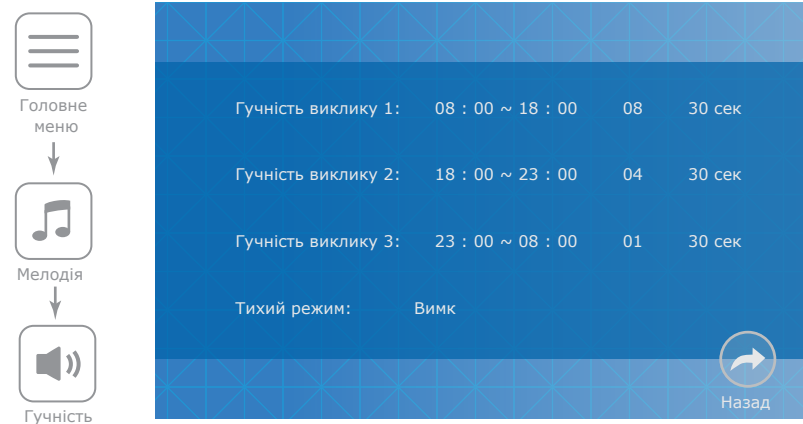 Головне
меню
Мелодія
Гучність
Гучність виклику 1: 08 : 00 ~ 18 : 00 08 30 сек
Гучність виклику 2: 18 : 00 ~ 23 : 00 04 30 сек
Гучність виклику 3: 23 : 00 ~ 08 : 00 01 30 сек
Тихий режим: Вимк
Назад